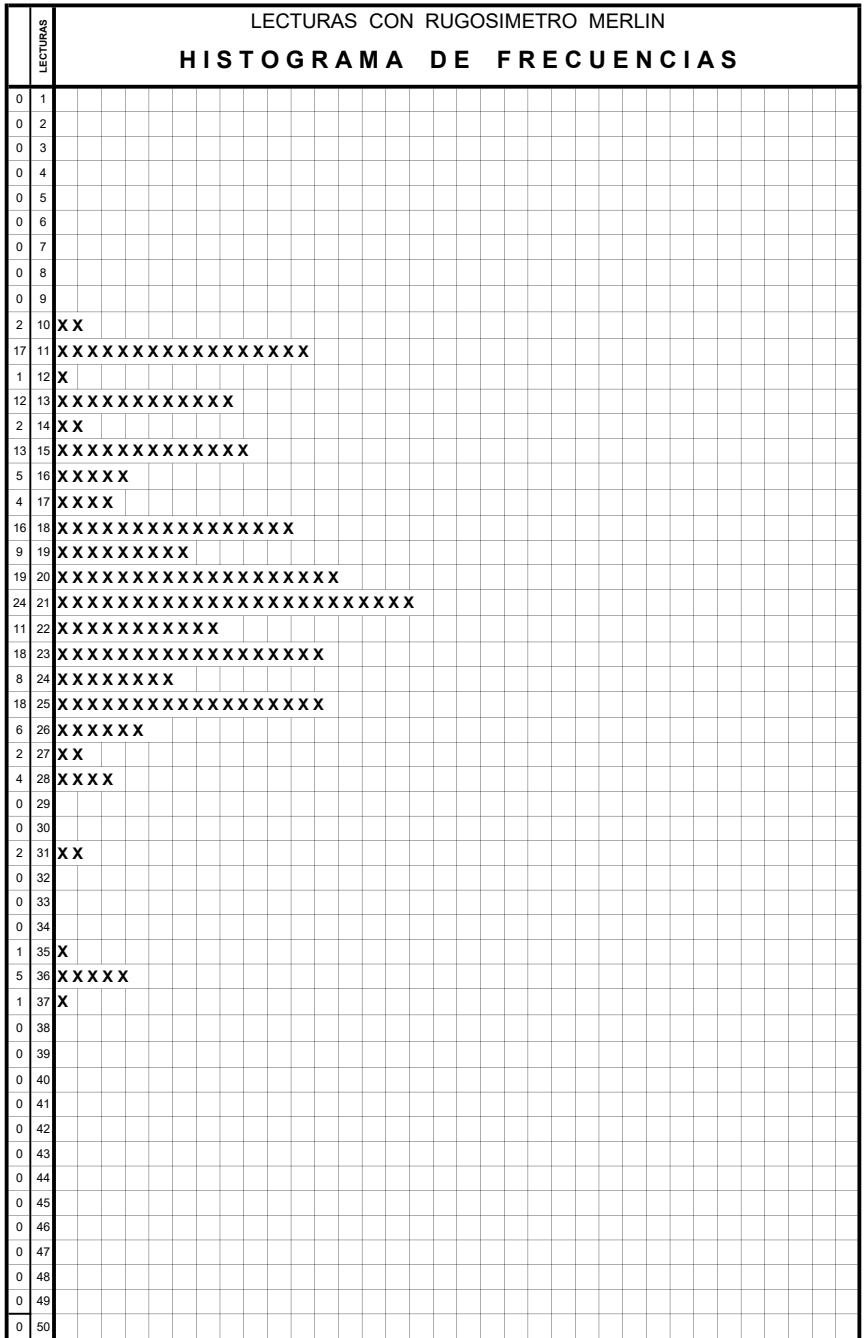 LECTURAS
LECTURAS CON RUGOSIMETRO MERLIN
HISTOGRAMA DE FRECUENCIAS
0 1
0 2
0 3
0 4
0 5
0 6
0 7
0 8
0 9
2 10 X X
17 11 X X X X X X X X X X X X X X X X X
1 12 X
12 13 X X X X X X X X X X X X
2 14 X X
13 15 X X X X X X X X X X X X X
5 16 X X X X X
4 17 X X X X
16 18 X X X X X X X X X X X X X X X X
9 19 X X X X X X X X X
19 20 X X X X X X X X X X X X X X X X X X X
24 21 X X X X X X X X X X X X X X X X X X X X X X X X
11 22 X X X X X X X X X X X
18 23 X X X X X X X X X X X X X X X X X X
8 24 X X X X X X X X
18 25 X X X X X X X X X X X X X X X X X X
6 26 X X X X X X
2 27 X X
4 28 X X X X
0 29
0 30
2 31 X X
0 32
0 33
0 34
1 35 X
5 36 X X X X X
1 37 X
0 38
0 39
0 40
0 41
0 42
0 43
0 44
0 45
0 46
0 47
0 48
0 49
0 50